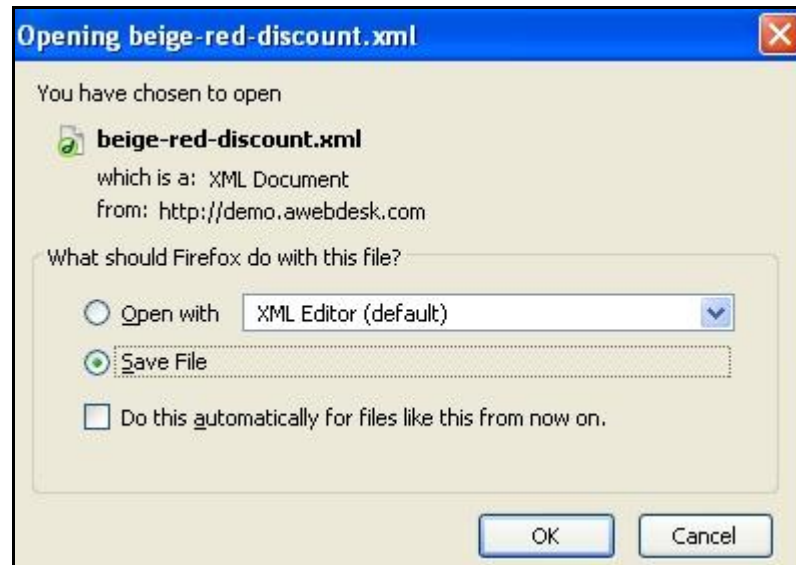 Opening beige-red-discount.xml
You have chosen to open
beige-red-discount.xml
which is a: XML Document
from: http://demo.awebdesk.com
What should Firefox do with this file?
Open with XML Editor (default)
Save File
Do this automatically for files like this from now on.
OK Cancel